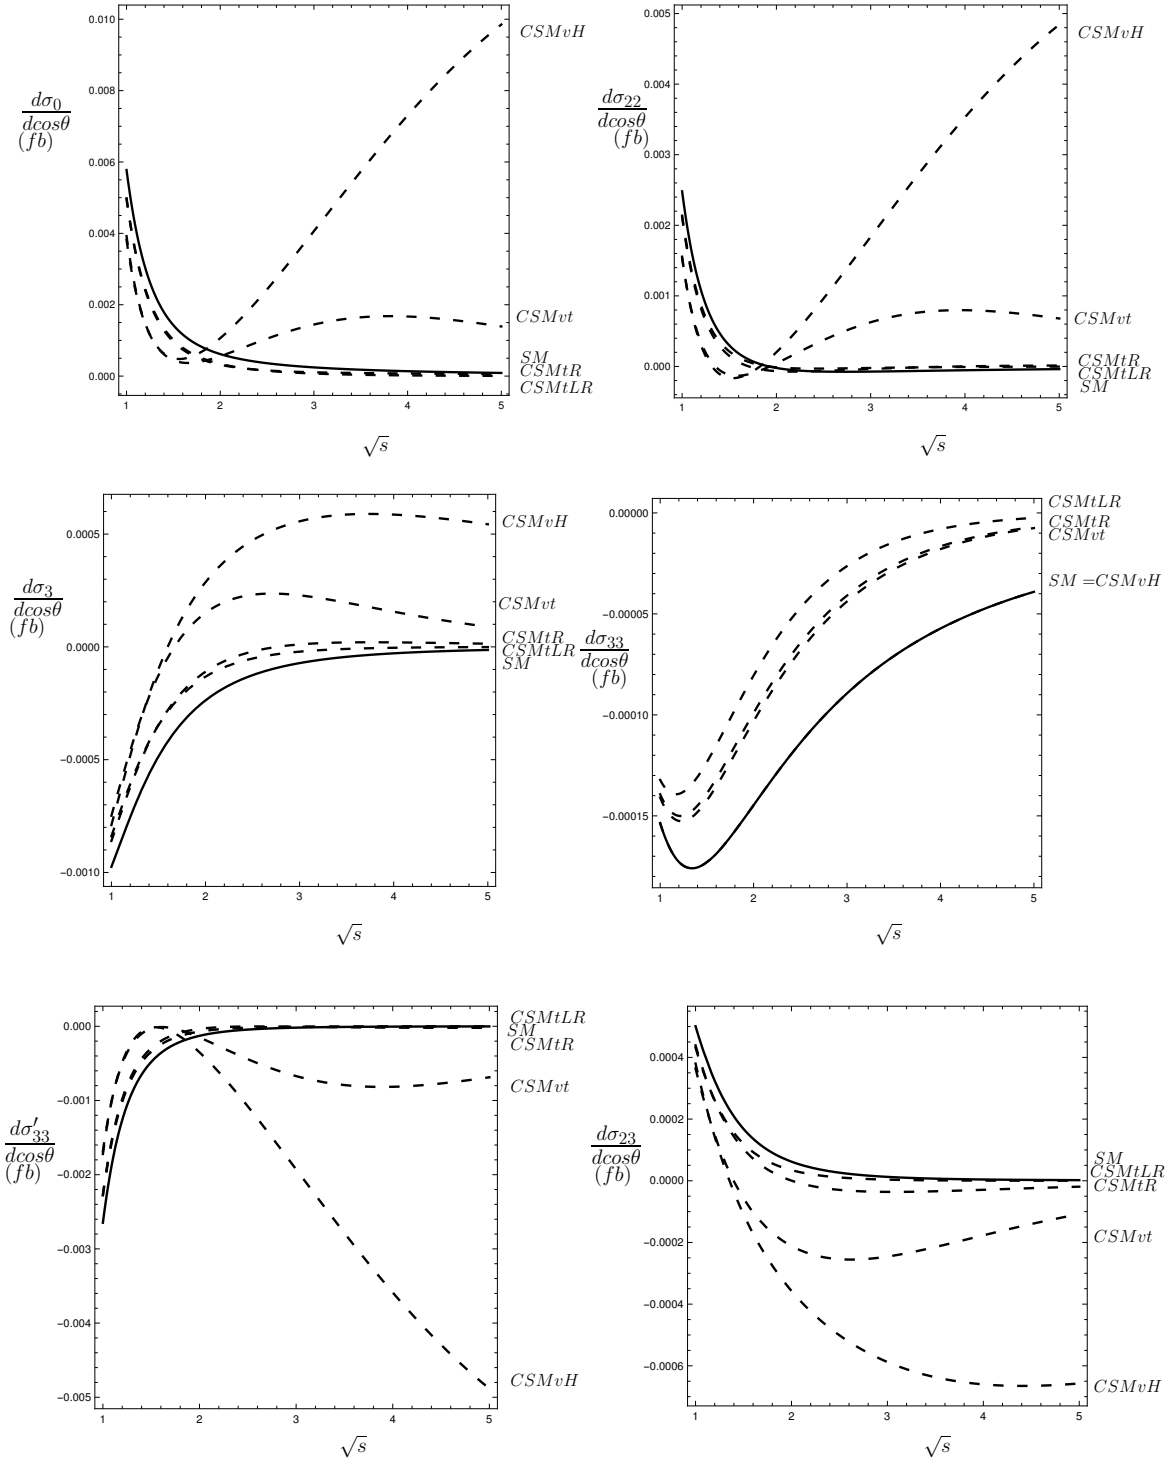 0.010
0.008
0.006
0.004
0.002
0.000
1
2
3
4
5
dσ₀
dcosθ
(fb)
√s
CSMvH
CSMvt
SM
CSMtR
CSMtLR
0.005
0.004
0.003
0.002
0.001
0.000
1
2
3
4
5
dσ₂₂
dcosθ
(fb)
√s
CSMvH
CSMvt
CSMtR
CSMtLR
SM
0.0005
0.0000
−0.0005
−0.0010
1
2
3
4
5
dσ₃
dcosθ
(fb)
√s
CSMvH
CSMvt
CSMtR
CSMtLR
SM
0.00000
−0.00005
−0.00010
−0.00015
1
2
3
4
5
dσ₃₃
dcosθ
(fb)
√s
CSMtLR
CSMtR
CSMvt
SM =CSMvH
0.000
−0.001
−0.002
−0.003
−0.004
−0.005
1
2
3
4
5
dσ′₃₃
dcosθ
(fb)
√s
CSMtLR
SM
CSMtR
CSMvt
CSMvH
0.0004
0.0002
0.0000
−0.0002
−0.0004
−0.0006
1
2
3
4
5
dσ₂₃
dcosθ
(fb)
√s
SM
CSMtLR
CSMtR
CSMvt
CSMvH